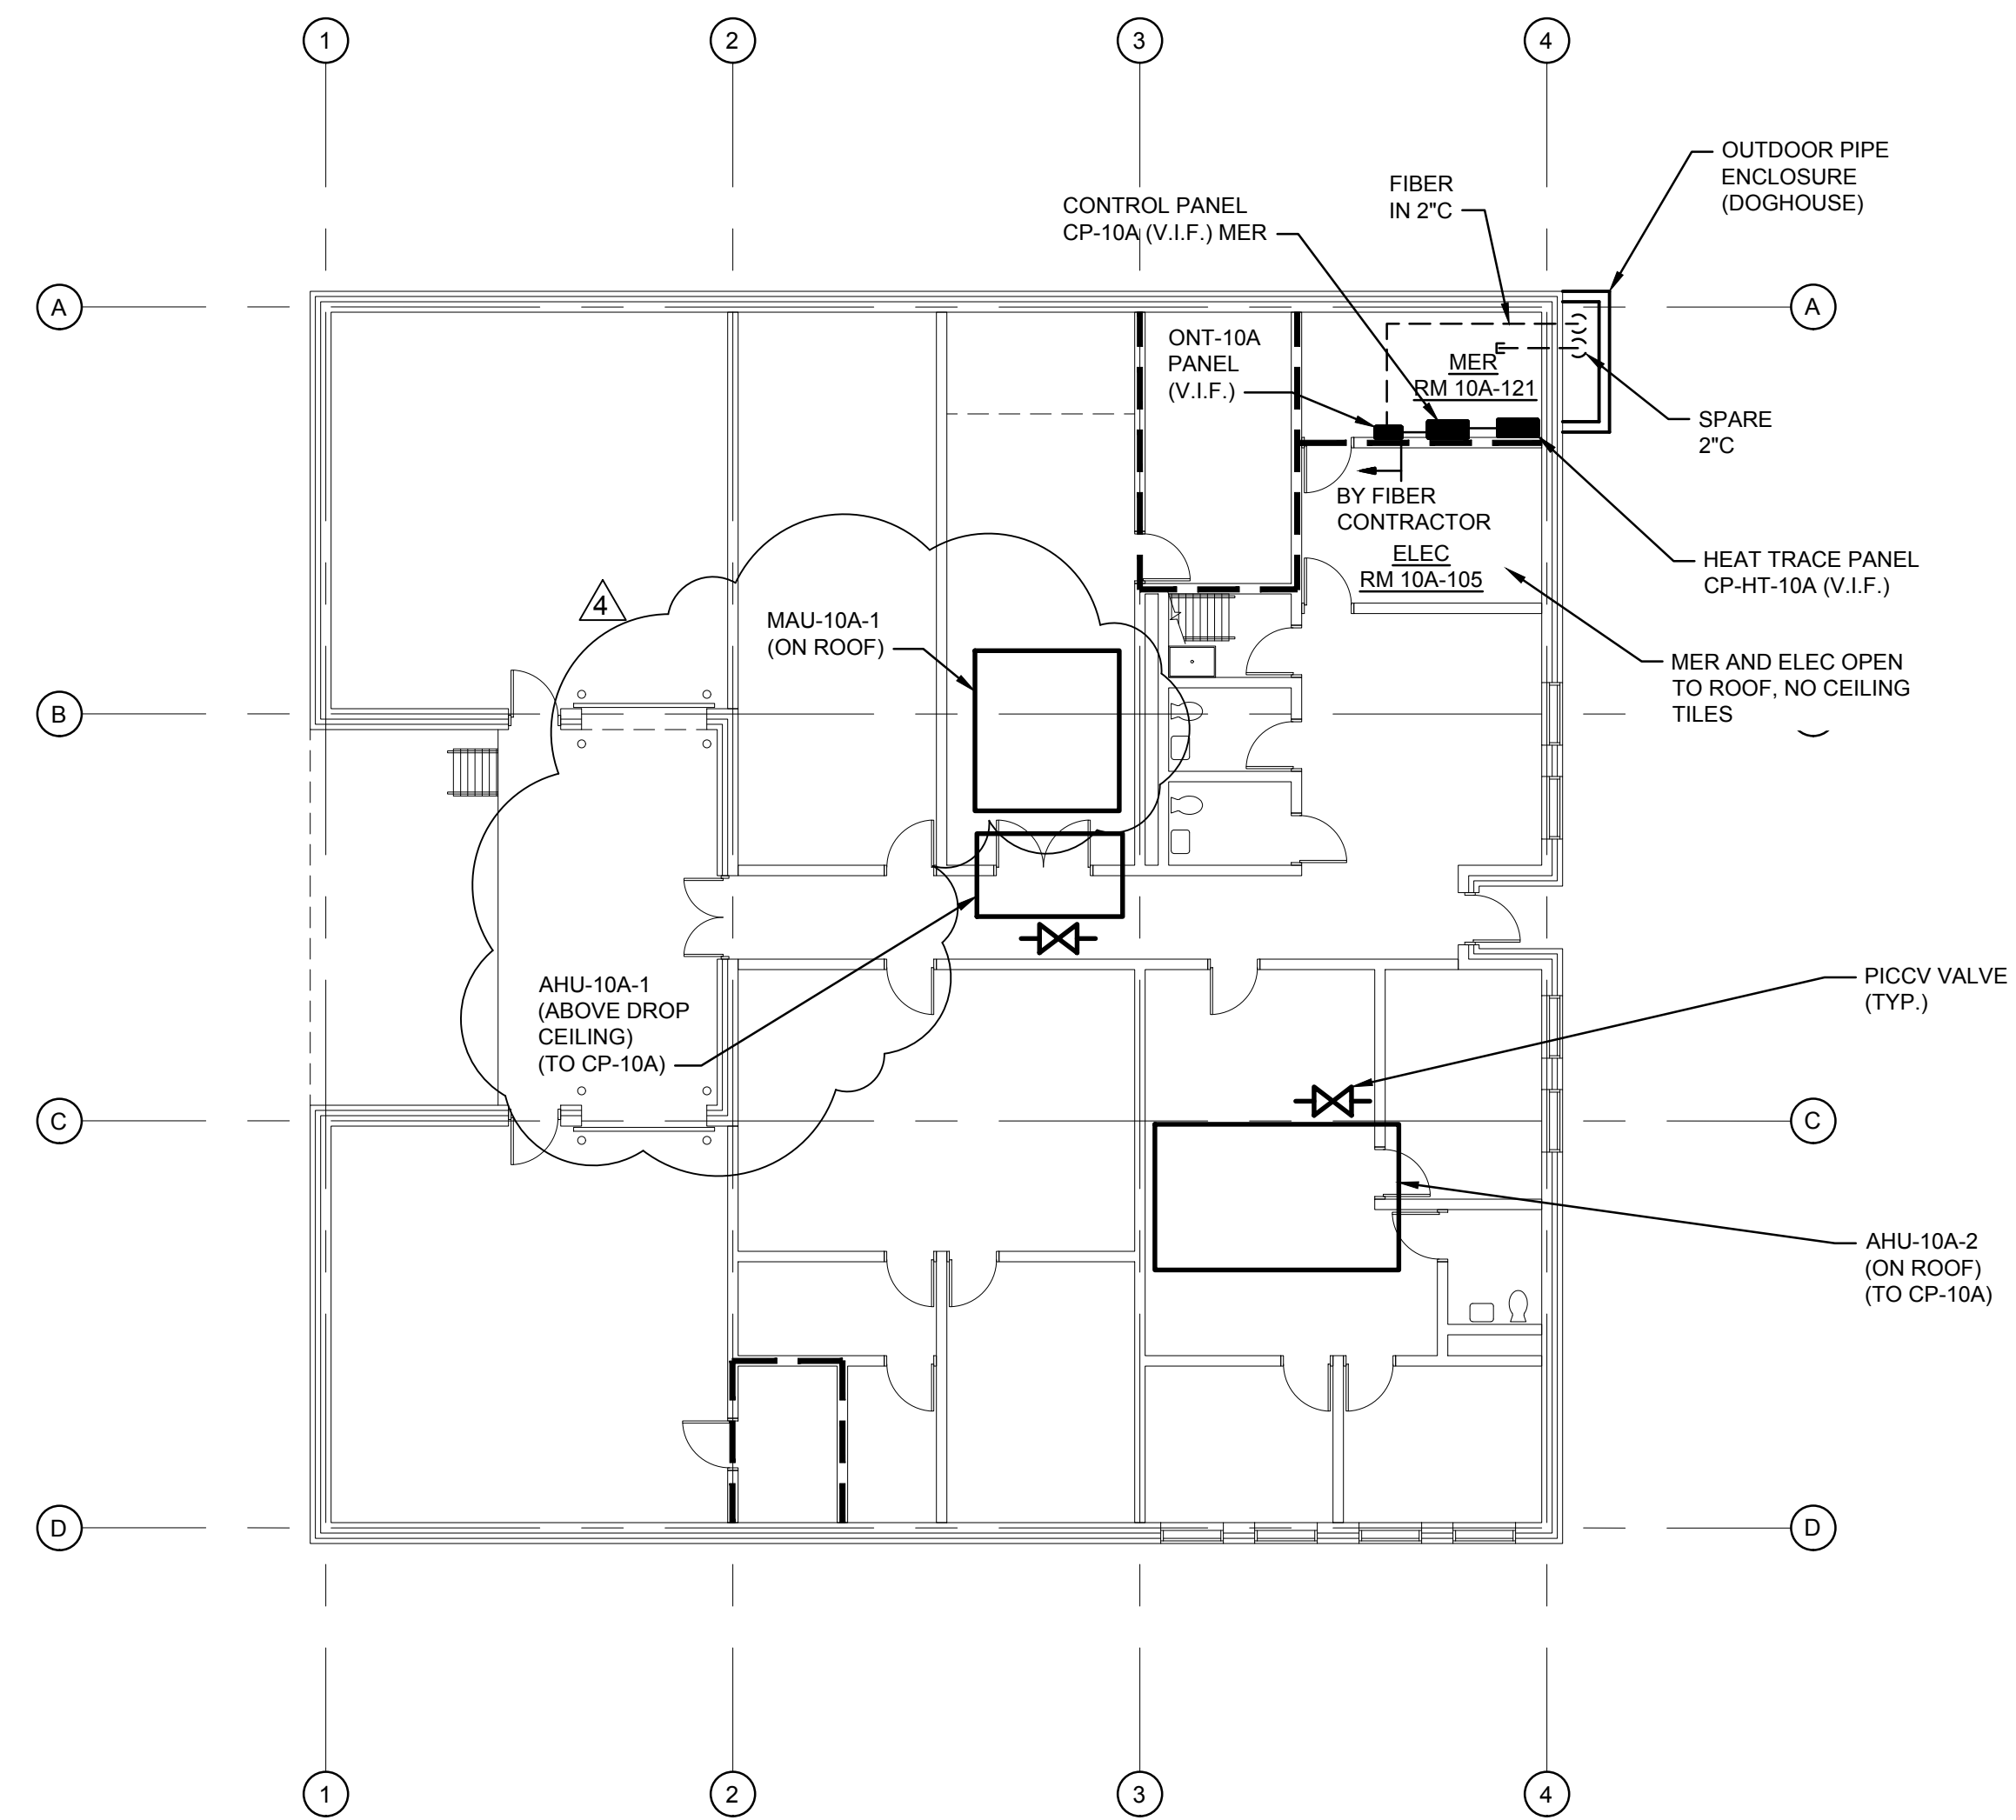 1
2
3
4
OUTDOOR PIPE
ENCLOSURE
(DOGHOUSE)
FIBER
IN 2"C
CONTROL PANEL
CP-10A (V.I.F.) MER
A
A
ONT-10A
PANEL
(V.I.F.)
MER
RM 10A-121
SPARE
2"C
BY FIBER
CONTRACTOR
ELEC
RM 10A-105
HEAT TRACE PANEL
CP-HT-10A (V.I.F.)
4
MAU-10A-1
(ON ROOF)
MER AND ELEC OPEN
TO ROOF, NO CEILING
TILES
B
AHU-10A-1
(ABOVE DROP
CEILING)
(TO CP-10A)
PICCV VALVE
(TYP.)
C
C
AHU-10A-2
(ON ROOF)
(TO CP-10A)
D
D
1
2
3
4